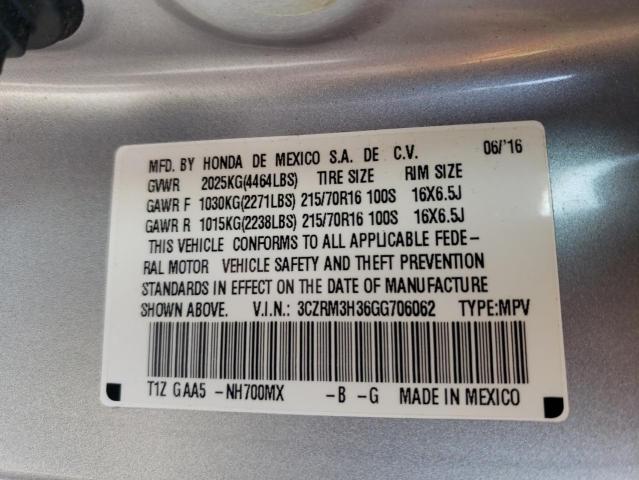 MFD. BY HONDA DE MEXICO S.A. DE C.V. 06/'16
GVWR 2025KG(4464LBS) TIRE SIZE RIM SIZE
GAWR F 1030KG(2271LBS) 215/70R16 100S 16X6.5J
GAWR R 1015KG(2238LBS) 215/70R16 100S 16X6.5J
THIS VEHICLE CONFORMS TO ALL APPLICABLE FEDE-
RAL MOTOR VEHICLE SAFETY AND THEFT PREVENTION
STANDARDS IN EFFECT ON THE DATE OF MANUFACTURE
SHOWN ABOVE. V.I.N.: 3CZRM3H36GG706062 TYPE:MPV
T1Z GAA5 -NH700MX -B -G MADE IN MEXICO